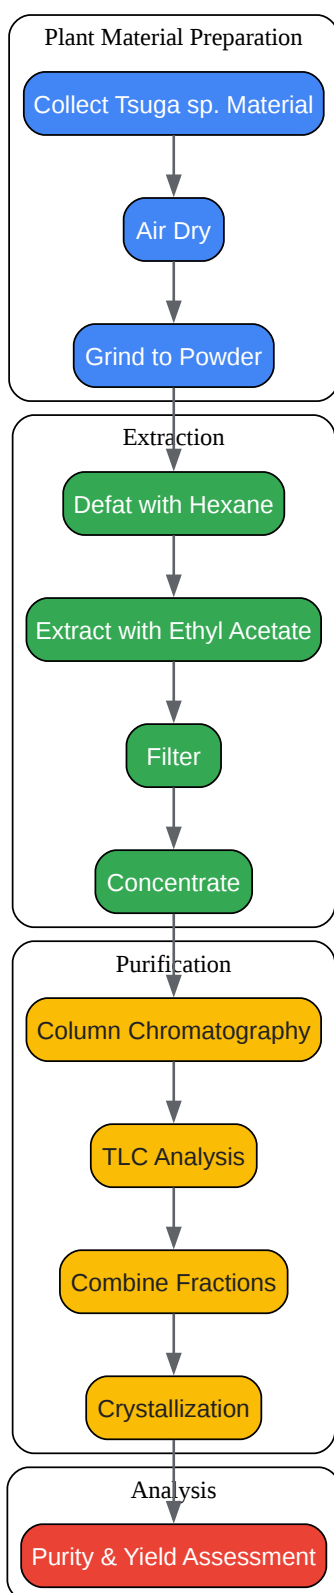 Plant Material Preparation
Collect Tsuga sp. Material
Air Dry
Grind to Powder
Extraction
Defat with Hexane
Extract with Ethyl Acetate
Filter
Concentrate
Purification
Column Chromatography
TLC Analysis
Combine Fractions
Crystallization
Analysis
Purity & Yield Assessment